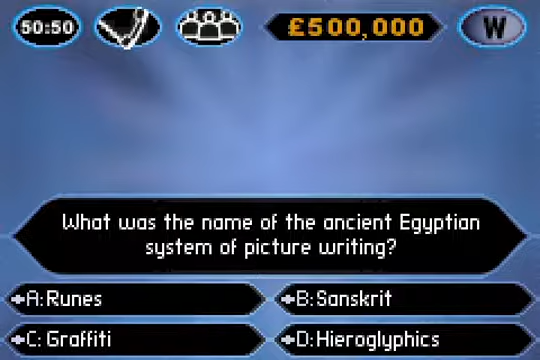 50:50 £500,000 W
What was the name of the ancient Egyptian
system of picture writing?
A: Runes
B: Sanskrit
C: Graffiti
D: Hieroglyphics